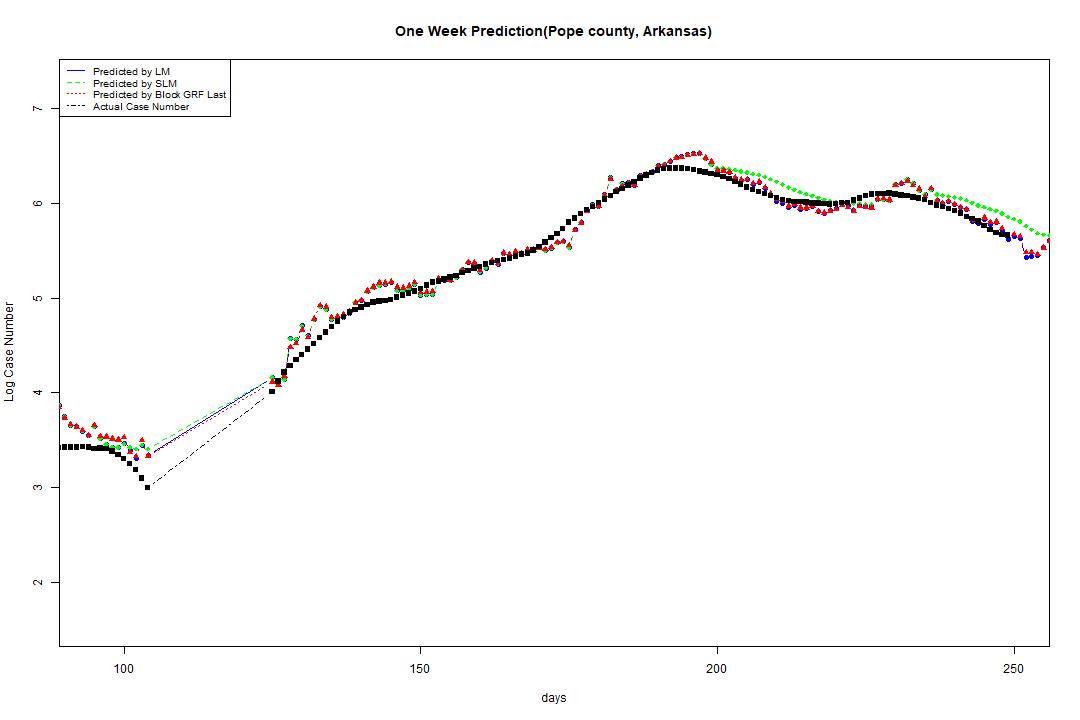 One Week Prediction(Pope county, Arkansas)
Predicted by LM
Predicted by SLM
Predicted by Block GRF Last
Actual Case Number
7
6
5
4
3
2
Log Case Number
100 150 200 250
days